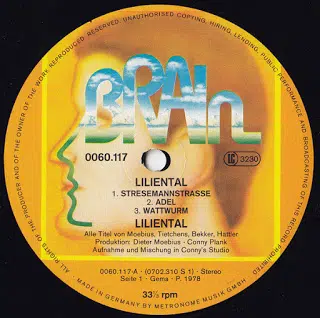 ALL RIGHTS OF THE PRODUCER AND OF THE OWNER OF THE WORK REPRODUCED RESERVED. UNAUTHORISED COPYING, HIRING, LENDING, PUBLIC PERFORMANCE AND BROADCASTING OF THIS RECORD PROHIBITED!
BRAIN
0060.117
LC 3230
LILIENTAL
1. STRESEMANNSTRASSE
2. ADEL
3. WATTWURM
LILIENTAL
Alle Titel von Moebius, Tietchens, Bekker, Hattler
Produktion: Dieter Moebius - Conny Plank
Aufnahme und Mischung in Conny's Studio
0060.117-A - (0702.310 S 1) - Stereo
Seite 1 - Gema - P. 1978
33⅓ rpm
MADE IN GERMANY BY METRONOME MUSIK GMBH